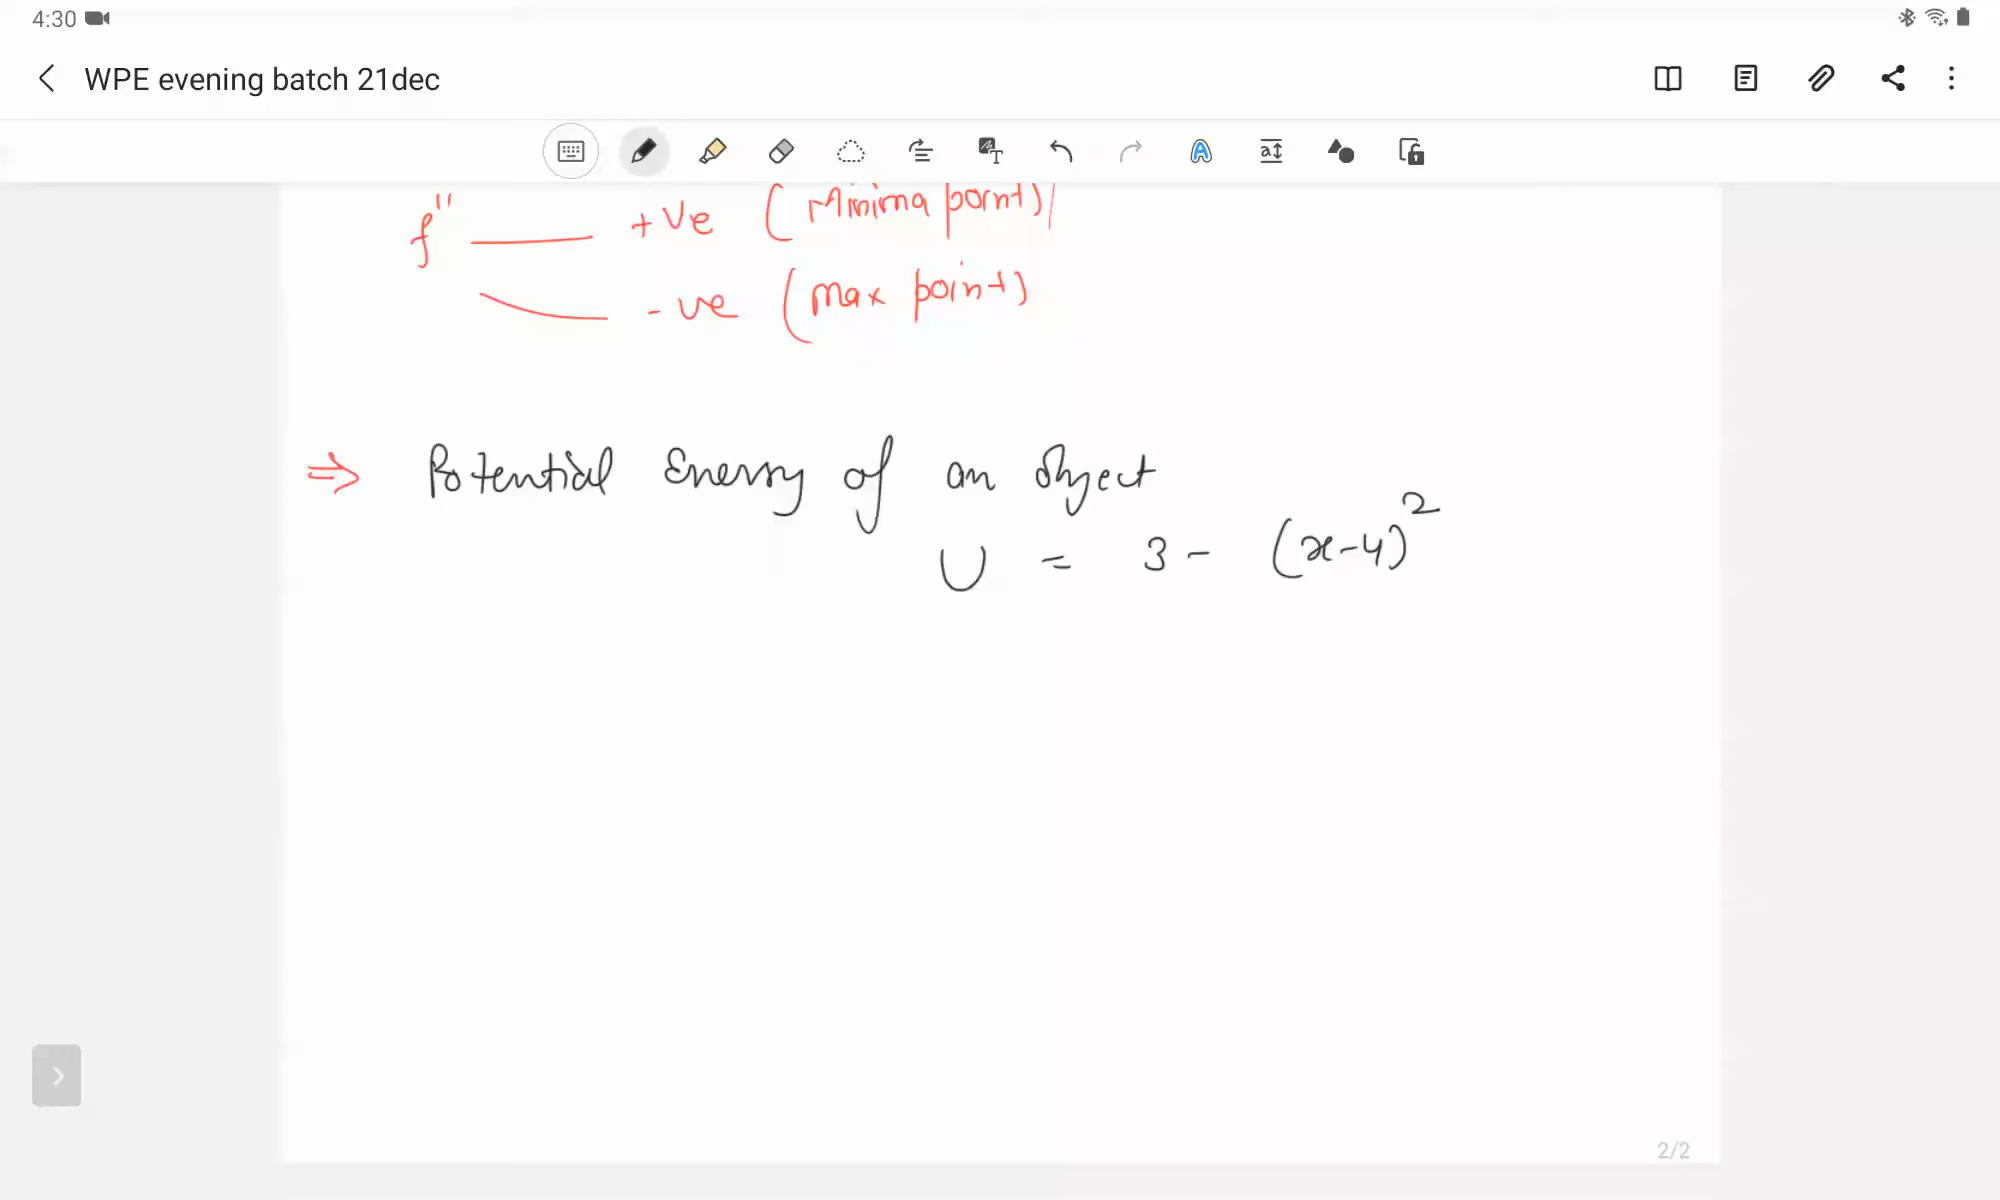 4:30
WPE evening batch 21dec
f" +ve (Minima point)
-ve (max point)
⇒ Potential Energy of an object
U = 3 - (x-4)²
2/2